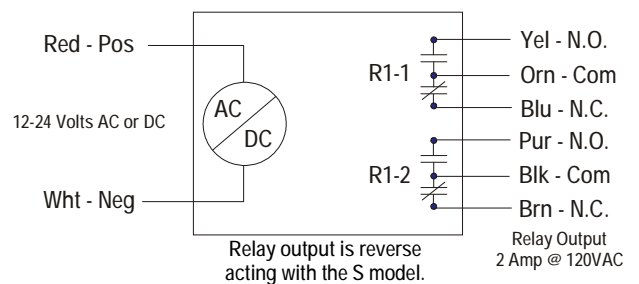 Red - Pos
12-24 Volts AC or DC
Wht - Neg
AC
DC
R1-1
R1-2
Yel - N.O.
Orn - Com
Blu - N.C.
Pur - N.O.
Blk - Com
Brn - N.C.
Relay Output
2 Amp @ 120VAC
Relay output is reverse
acting with the S model.